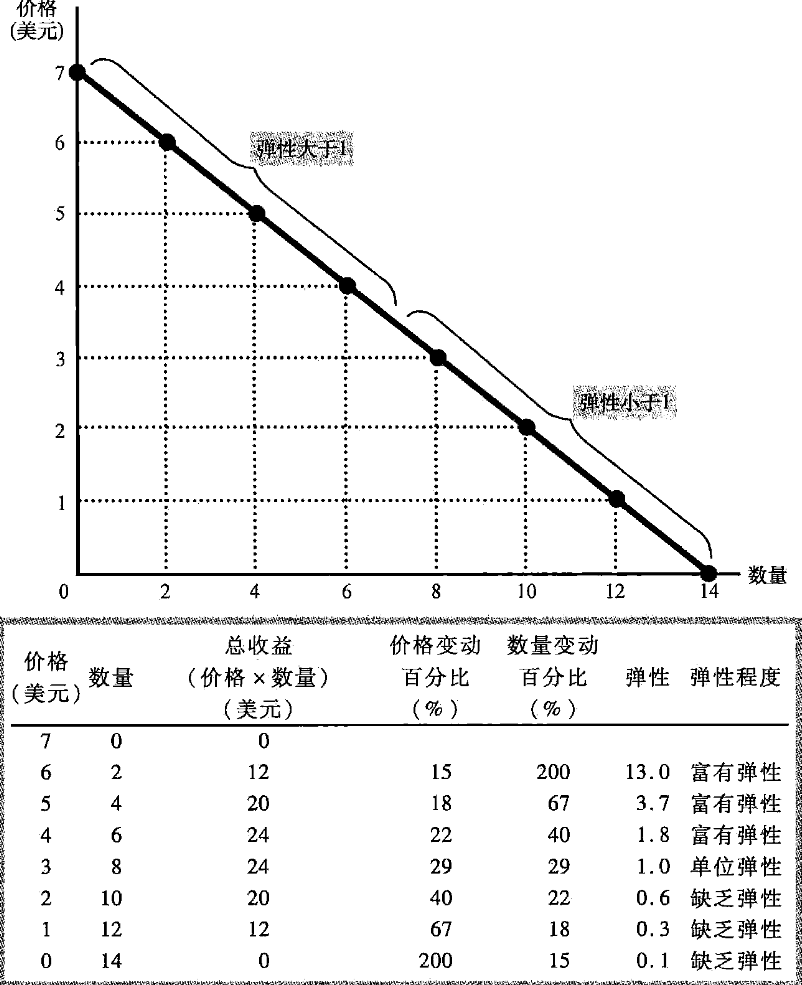 价格
(美元)
7
弹性大于1
6
5
4
3
弹性小于1
2
1
0 2 4 6 8 10 12 14 数量
价格
(美元) 数量 总收益
(价格×数量)
(美元) 价格变动
百分比
(%) 数量变动
百分比
(%) 弹性 弹性程度
7 0 0
6 2 12 15 200 13.0 富有弹性
5 4 20 18 67 3.7 富有弹性
4 6 24 22 40 1.8 富有弹性
3 8 24 29 29 1.0 单位弹性
2 10 20 40 22 0.6 缺乏弹性
1 12 12 67 18 0.3 缺乏弹性
0 14 0 200 15 0.1 缺乏弹性